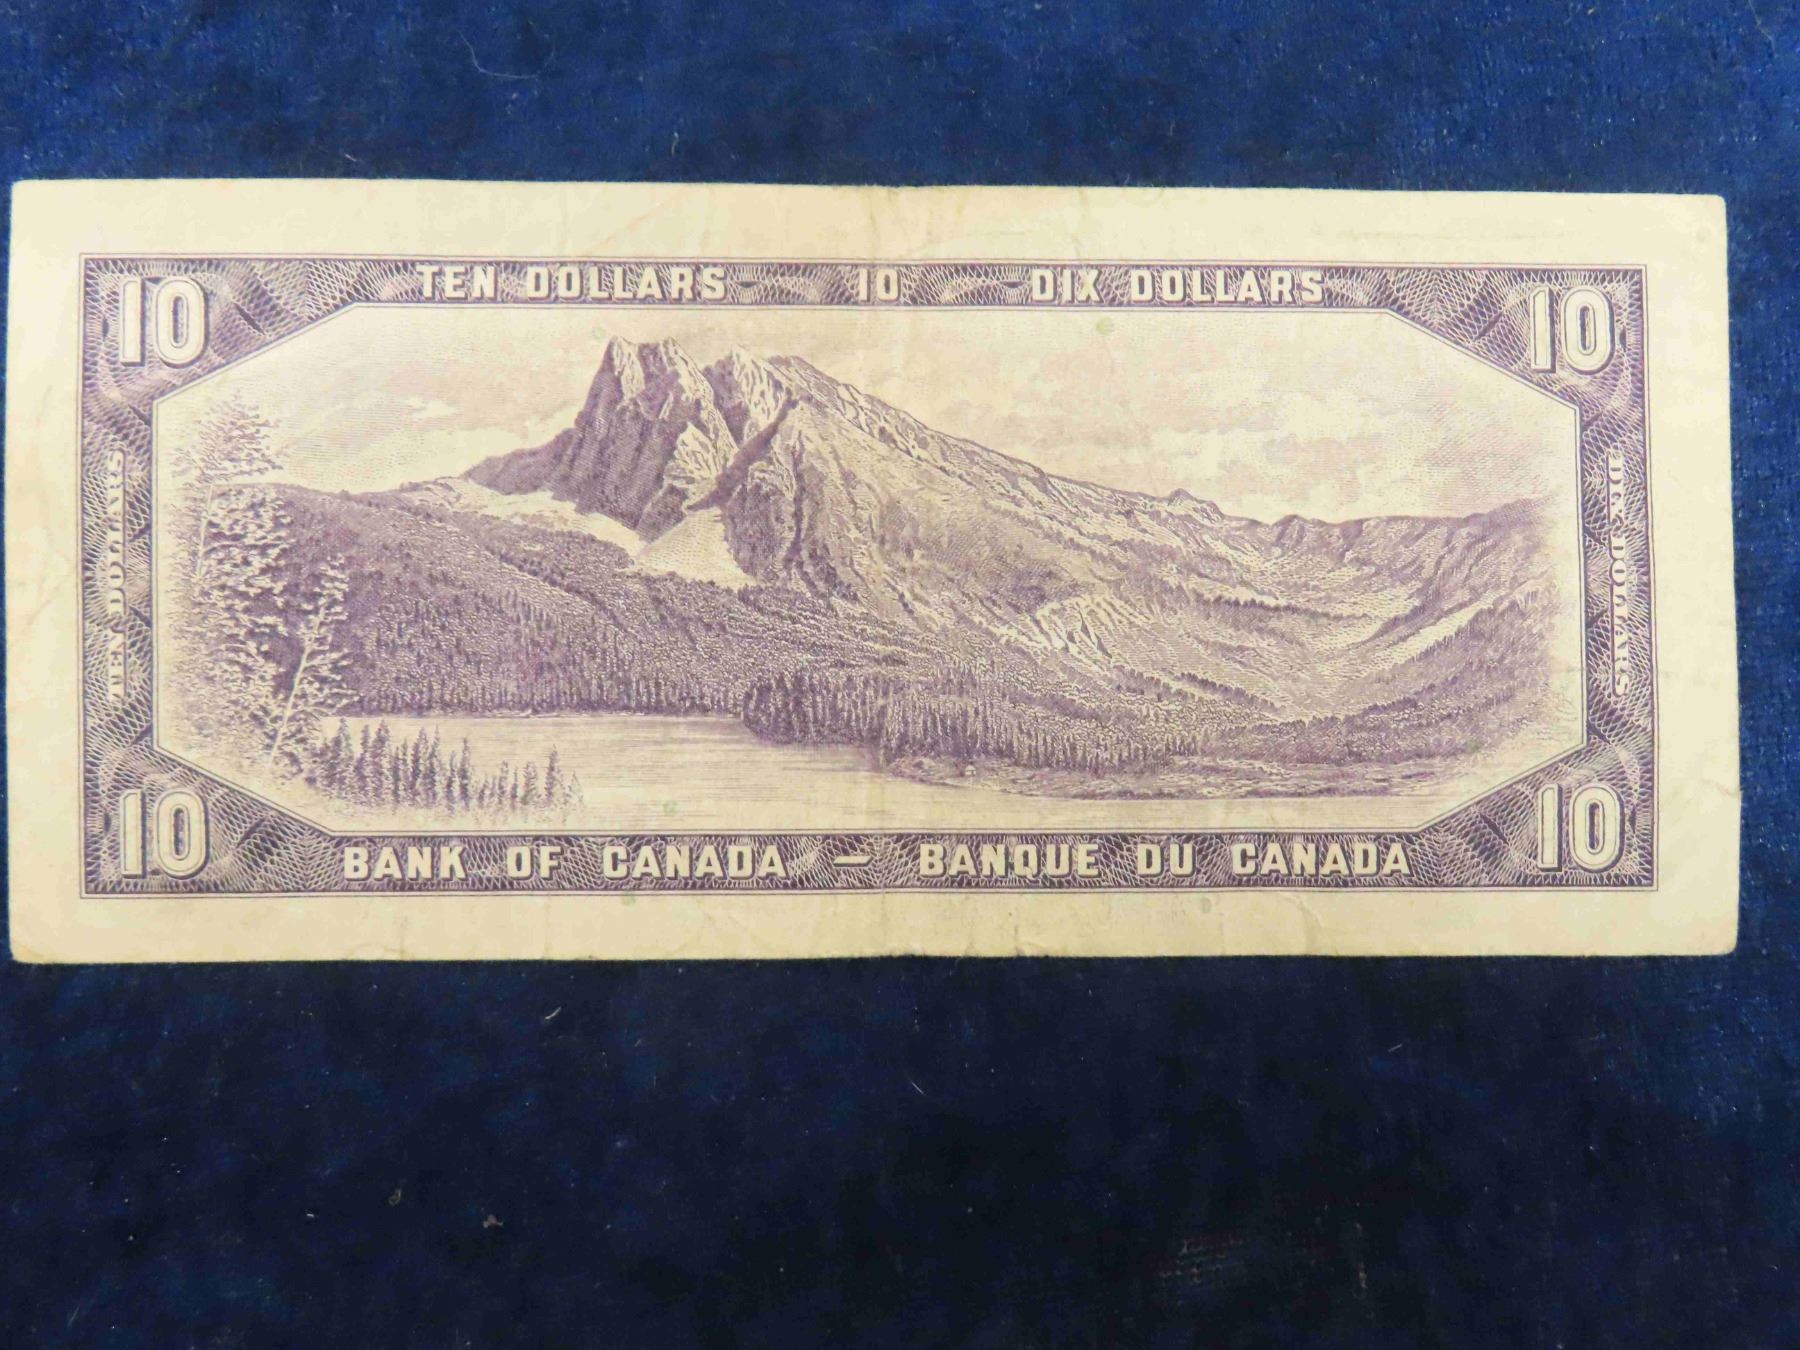 10 TEN DOLLARS 10 DIX DOLLARS 10
TEN DOLLARS
DIX DOLLARS
10 BANK OF CANADA – BANQUE DU CANADA 10